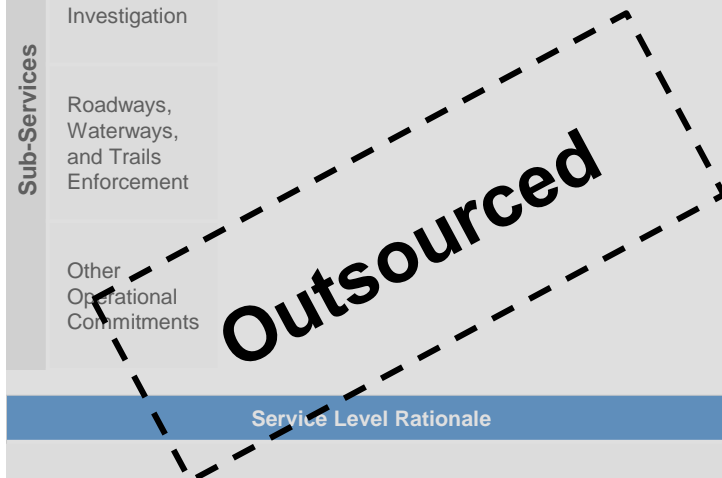 Sub-Services
Investigation
Roadways,
Waterways,
and Trails
Enforcement
Other
Operational
Commitments
Outsourced
Service Level Rationale